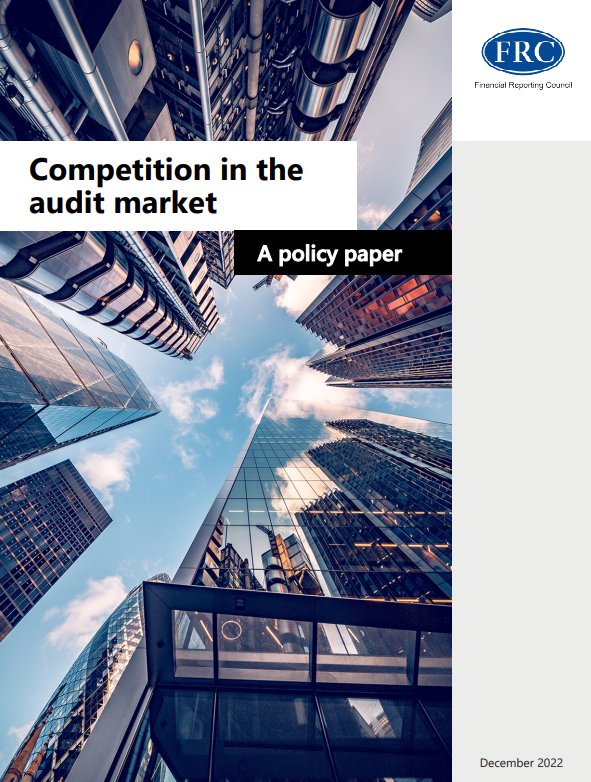 FRC
Financial Reporting Council
Competition in the
audit market
A policy paper
December 2022